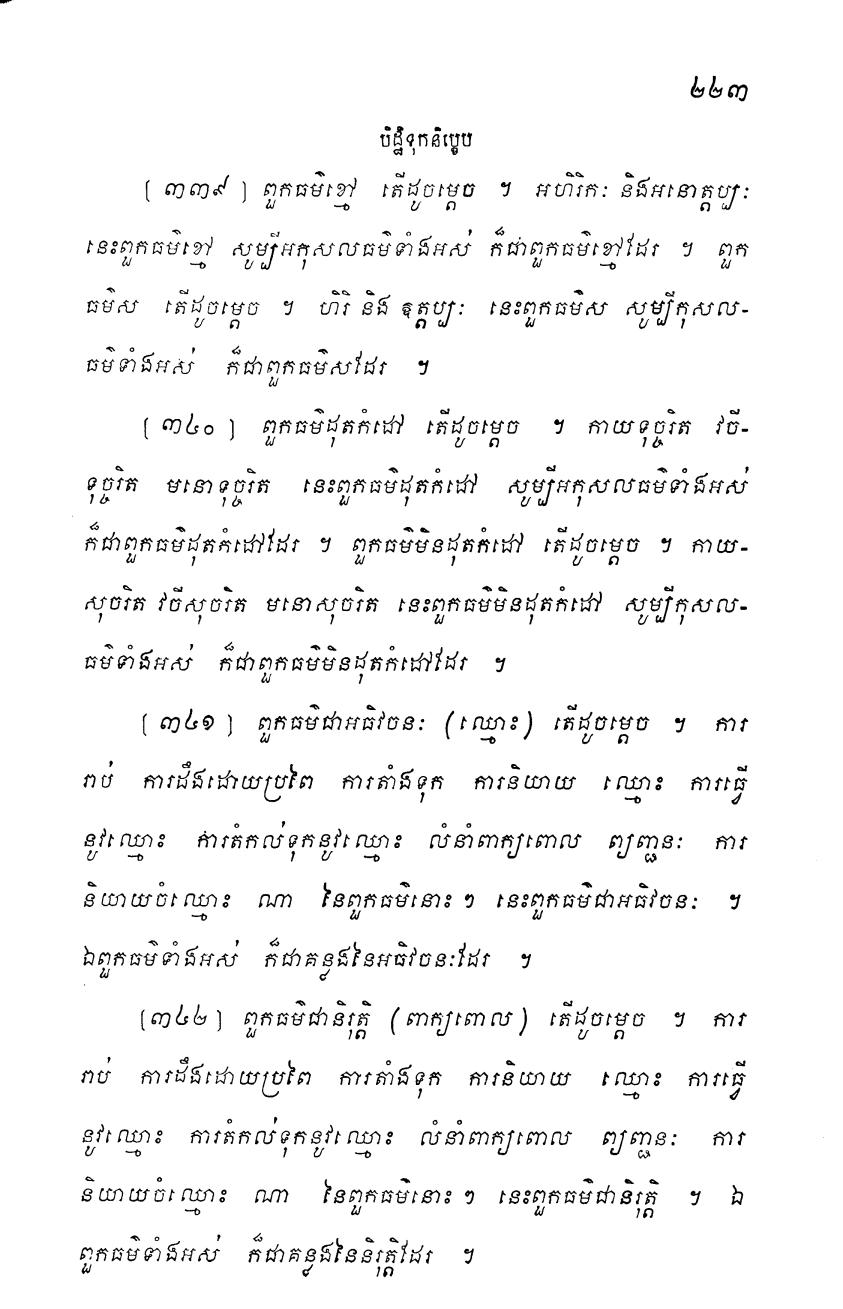 ២២៣
បិដ្ឋិទុកនិប្ខេប
[ ៣៣៩ ] ពួកធម៌ខ្មៅ តើដូចម្តេច ។ អហិរិកៈ និងអនោត្តប្បៈ
នេះពួកធម៌ខ្មៅ សូម្បីអកុសលធម៌ទាំងអស់ ក៏ជាពួកធម៌ខ្មៅដែរ ។ ពួក
ធម៌ស តើដូចម្តេច ។ ហិរិ និង ឱត្តប្បៈ នេះពួកធម៌ស សូម្បីកុសល-
ធម៌ទាំងអស់ ក៏ជាពួកធម៌សដែរ ។
[ ៣៤០ ] ពួកធម៌ដុតកំដៅ តើដូចម្តេច ។ កាយទុច្ចរិត វចី-
ទុច្ចរិត មនោទុច្ចរិត នេះពួកធម៌ដុតកំដៅ សូម្បីអកុសលធម៌ទាំងអស់
ក៏ជាពួកធម៌ដុតកំដៅដែរ ។ ពួកធម៌មិនដុតកំដៅ តើដូចម្តេច ។ កាយ-
សុចរិត វចីសុចរិត មនោសុចរិត នេះពួកធម៌មិនដុតកំដៅ សូម្បីកុសល-
ធម៌ទាំងអស់ ក៏ជាពួកធម៌មិនដុតកំដៅដែរ ។
[ ៣៤១ ] ពួកធម៌ជាអធិវចនៈ (ឈ្មោះ) តើដូចម្តេច ។ ការ
រាប់ ការដឹងដោយប្រពៃ ការតាំងទុក ការនិយាយ ឈ្មោះ ការធ្វើ
នូវឈ្មោះ ការតំកល់ទុកនូវឈ្មោះ លំនាំពាក្យពោល ព្យញ្ជនៈ ការ
និយាយចំឈ្មោះ ណា នៃពួកធម៌នោះ ៗ នេះពួកធម៌ជាអធិវចនៈ ។
ឯពួកធម៌ទាំងអស់ ក៏ជាគន្លងនៃអធិវចនៈដែរ ។
[៣៤២] ពួកធម៌ជានិរុត្តិ (ពាក្យពោល) តើដូចម្តេច ។ ការ
រាប់ ការដឹងដោយប្រពៃ ការតាំងទុក ការនិយាយ ឈ្មោះ ការធ្វើ
នូវឈ្មោះ ការតំកល់ទុកនូវឈ្មោះ លំនាំពាក្យពោល ព្យញ្ជនៈ ការ
និយាយចំឈ្មោះ ណា នៃពួកធម៌នោះ ៗ នេះពួកធម៌ជានិរុត្តិ ។ ឯ
ពួកធម៌ទាំងអស់ ក៏ជាគន្លងនៃនិរុត្តិដែរ ។